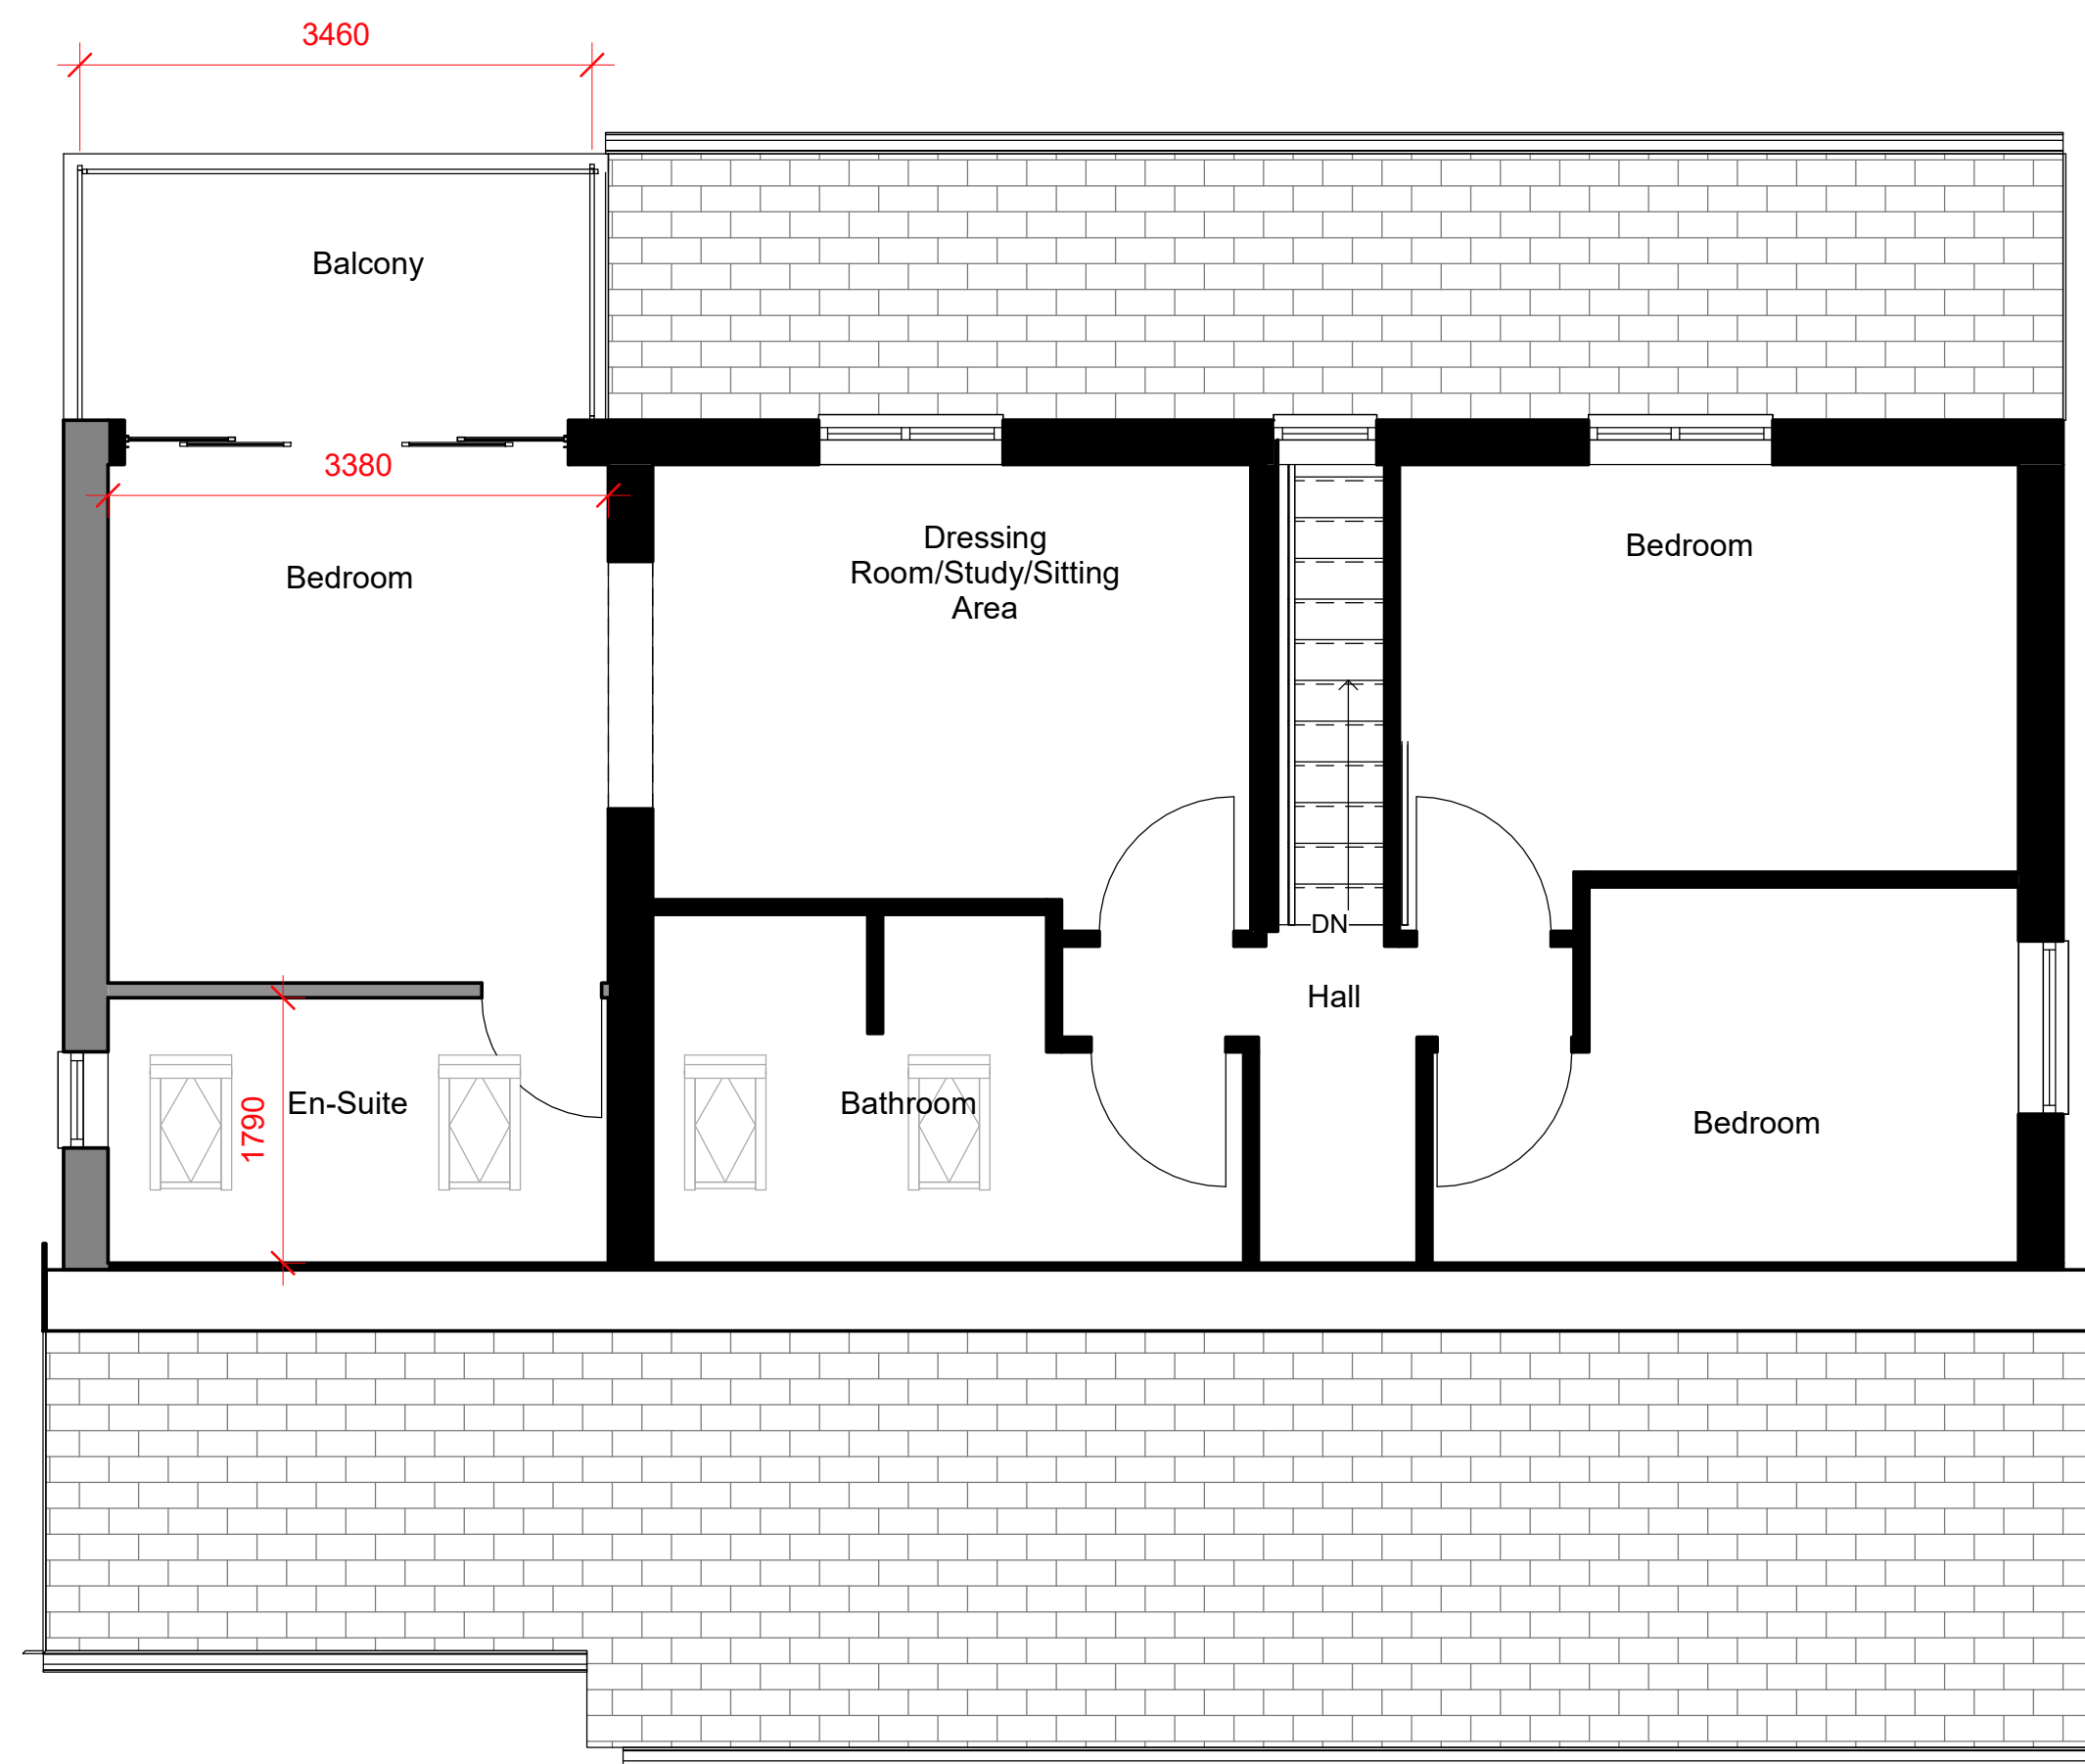 3460
Balcony
3380
Bedroom
Dressing
Room/Study/Sitting
Area
Bedroom
DN
Hall
1790
En-Suite
Bathroom
Bedroom